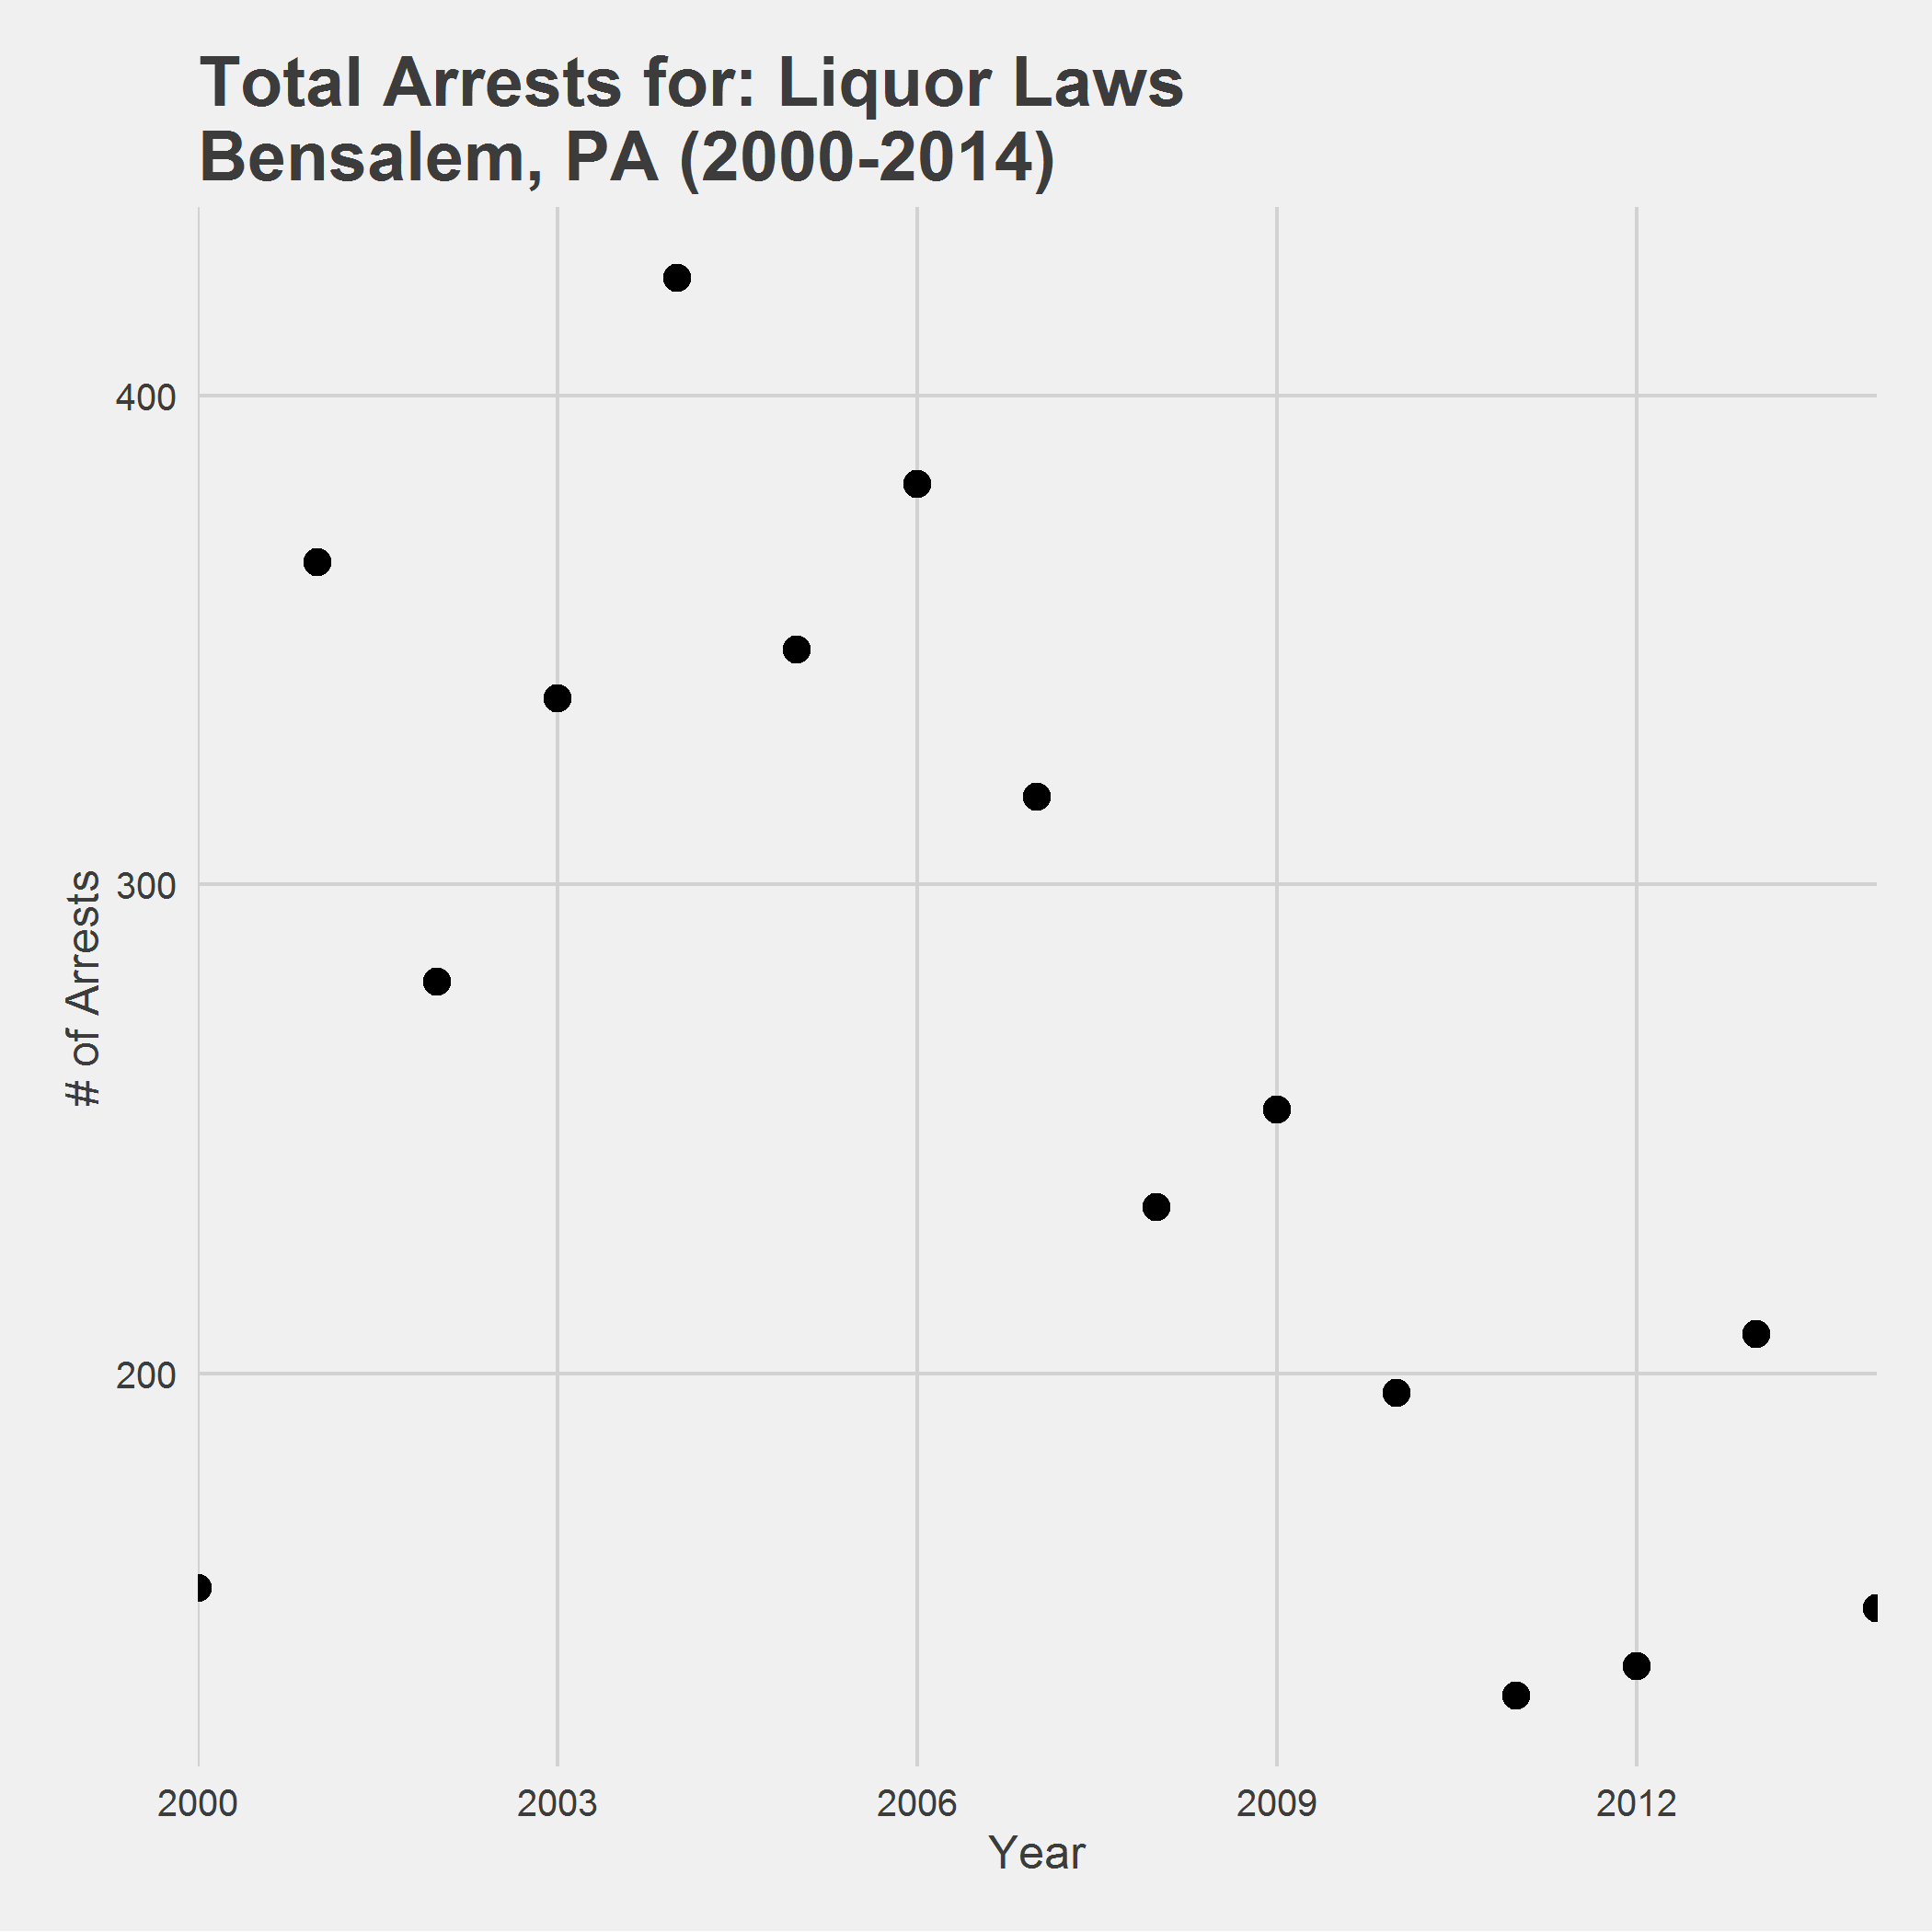 Total Arrests for: Liquor Laws
Bensalem, PA (2000-2014)
400
300
200
# of Arrests
2000 2003 2006 2009 2012
Year